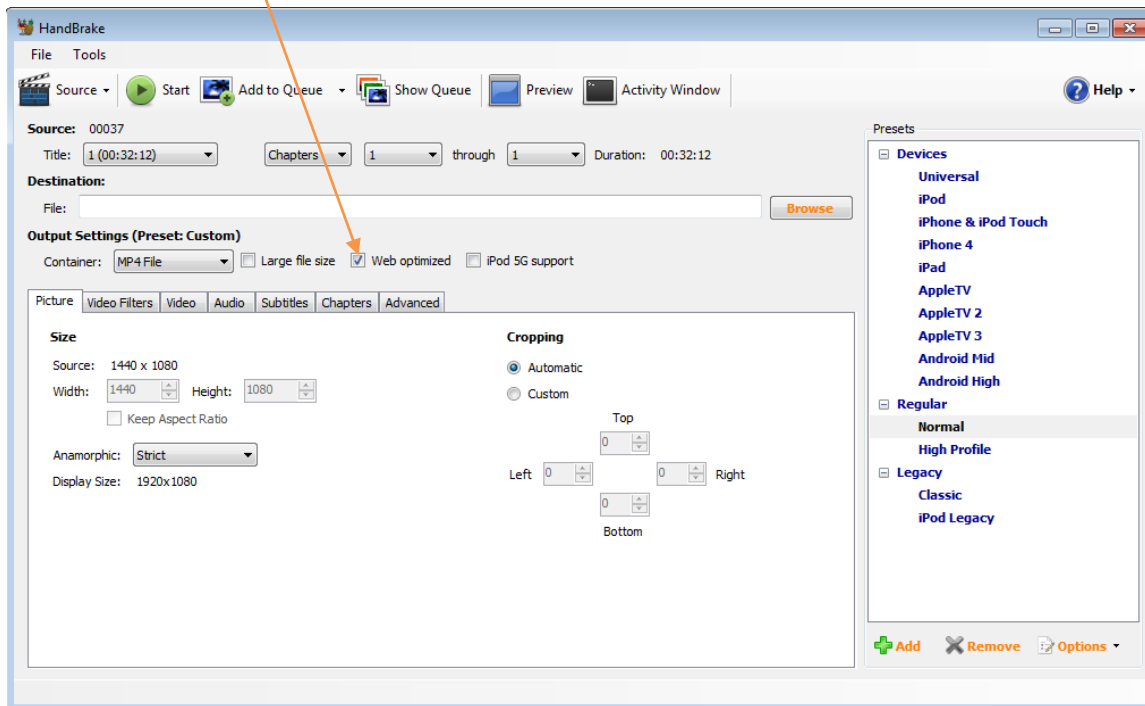 HandBrake
File Tools
Source Start Add to Queue Show Queue Preview Activity Window Help
Source: 00037
Title: 1 (00:32:12) Chapters 1 through 1 Duration: 00:32:12
Destination:
File: Browse
Output Settings (Preset: Custom)
Container: MP4 File Large file size Web optimized iPod 5G support
Picture Video Filters Video Audio Subtitles Chapters Advanced
Size
Source: 1440 x 1080
Width: 1440 Height: 1080
Keep Aspect Ratio
Anamorphic: Strict
Display Size: 1920x1080
Cropping
Automatic
Custom
Top
0
Left 0 0 Right
0
Bottom
Presets
Devices
Universal
iPod
iPhone & iPod Touch
iPhone 4
iPad
AppleTV
AppleTV 2
AppleTV 3
Android Mid
Android High
Regular
Normal
High Profile
Legacy
Classic
iPod Legacy
Add Remove Options